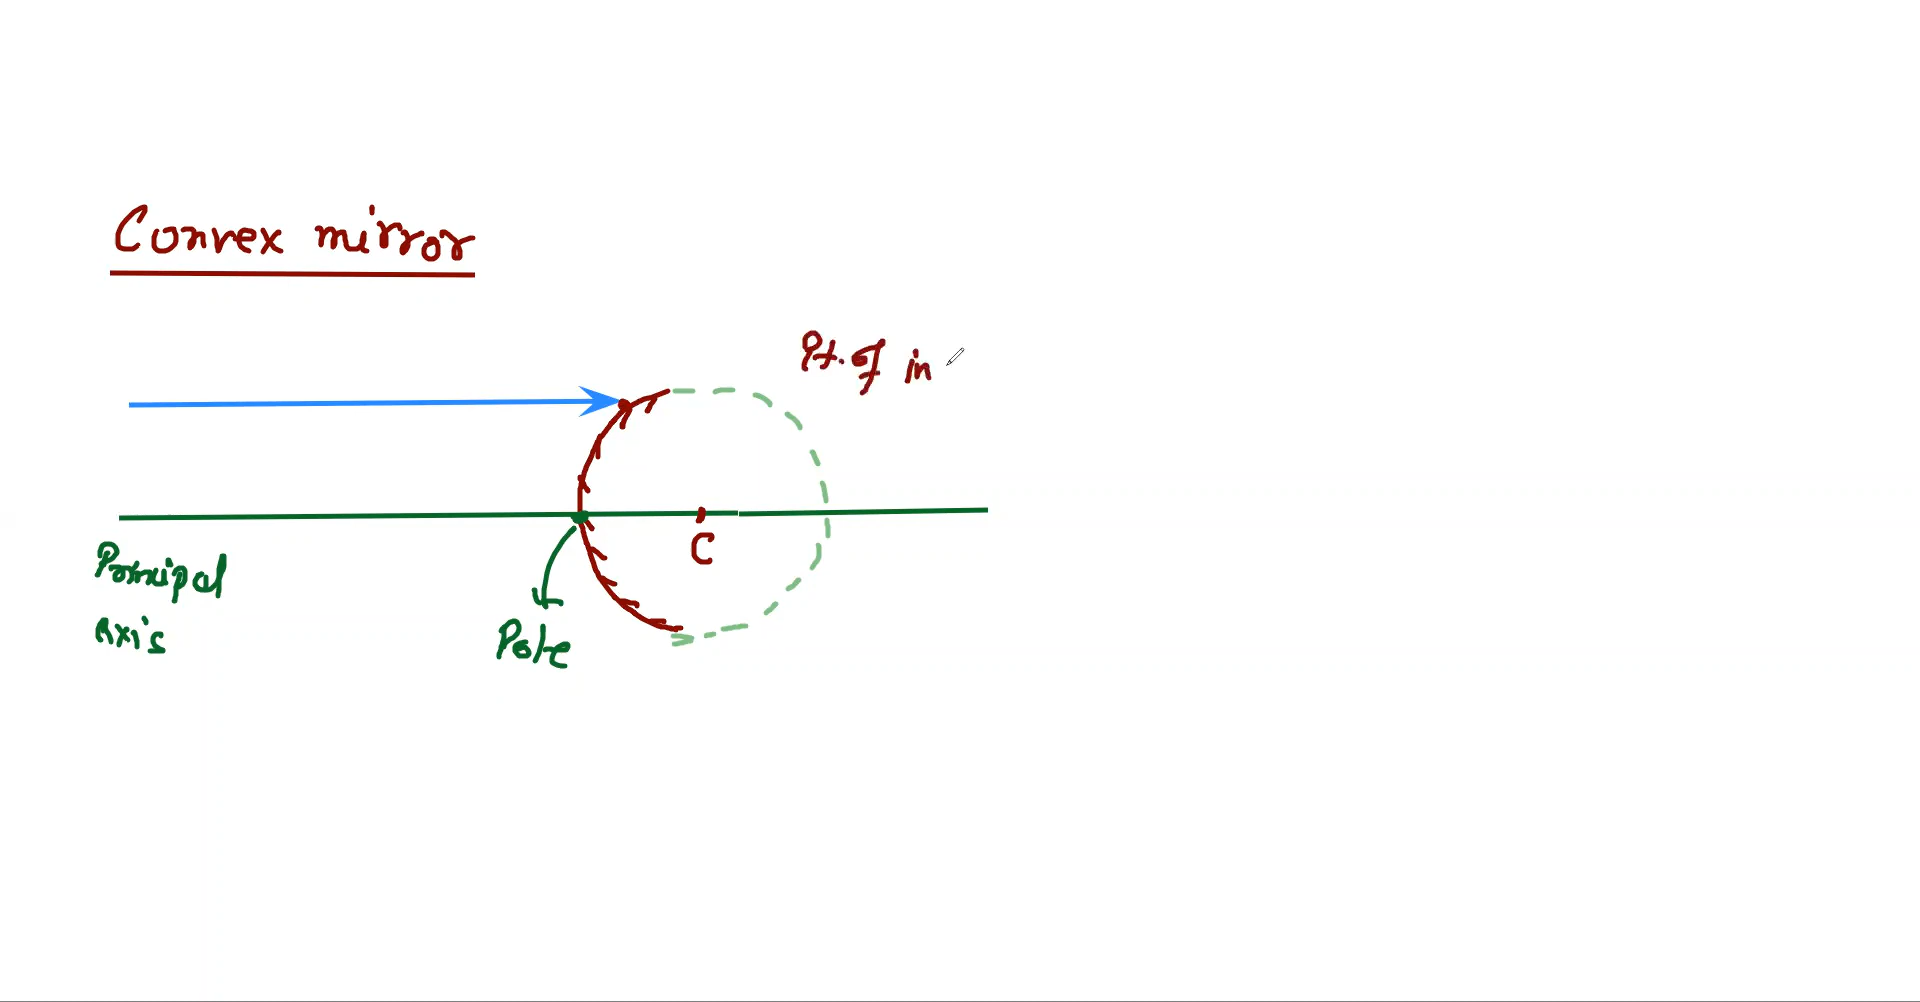 Convex mirror
Pt. of in
C
Principal
Axis
Pole